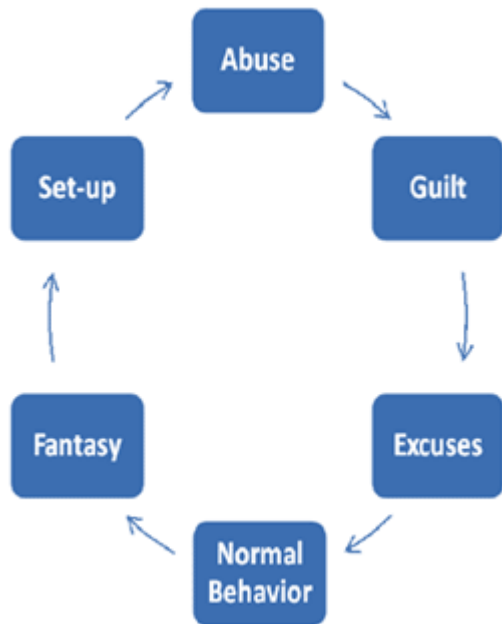 Abuse
Guilt
Excuses
Normal
Behavior
Fantasy
Set-up